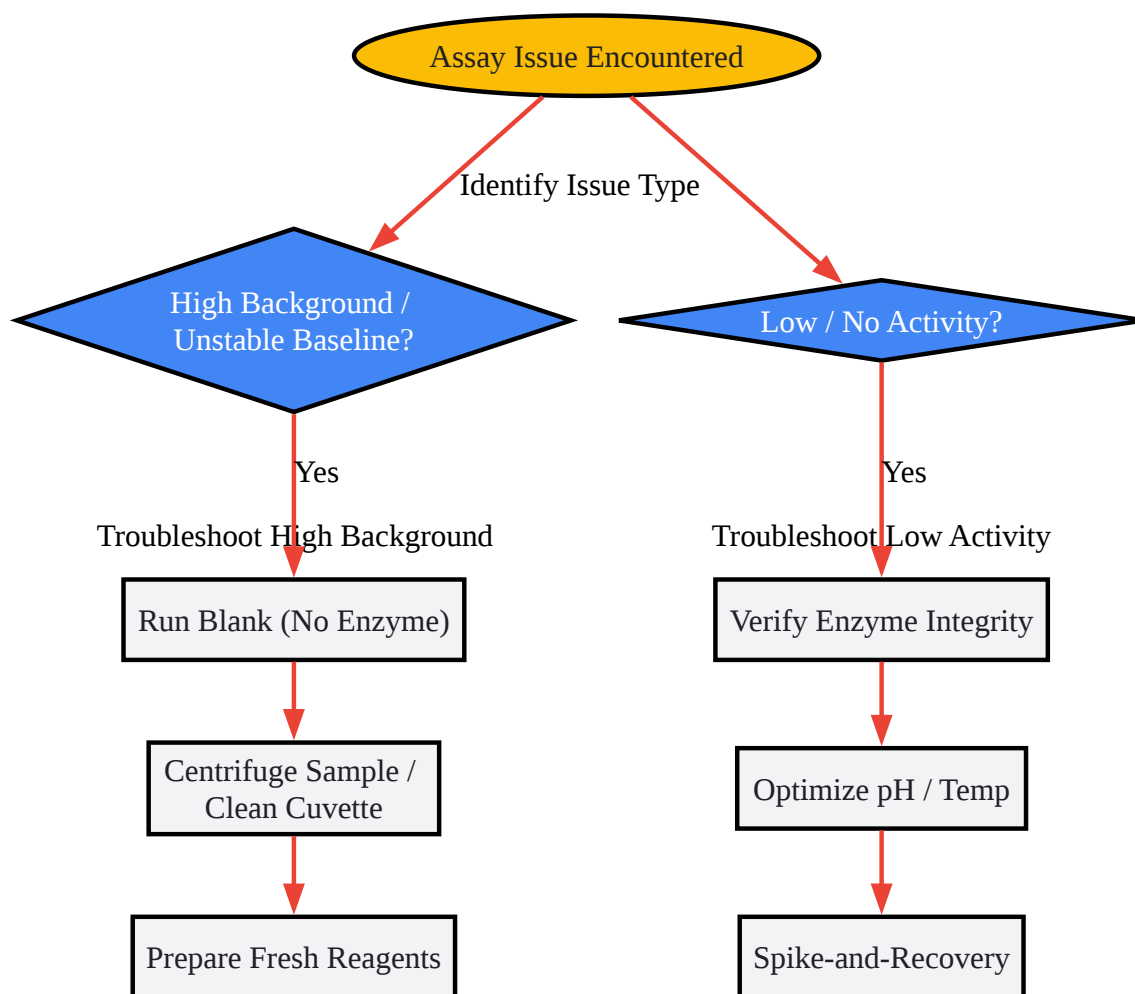 Assay Issue Encountered
Identify Issue Type
High Background /
Unstable Baseline?
Low / No Activity?
Yes
Yes
Troubleshoot High Background
Troubleshoot Low Activity
Run Blank (No Enzyme)
Verify Enzyme Integrity
Centrifuge Sample /
Clean Cuvette
Optimize pH / Temp
Prepare Fresh Reagents
Spike-and-Recovery